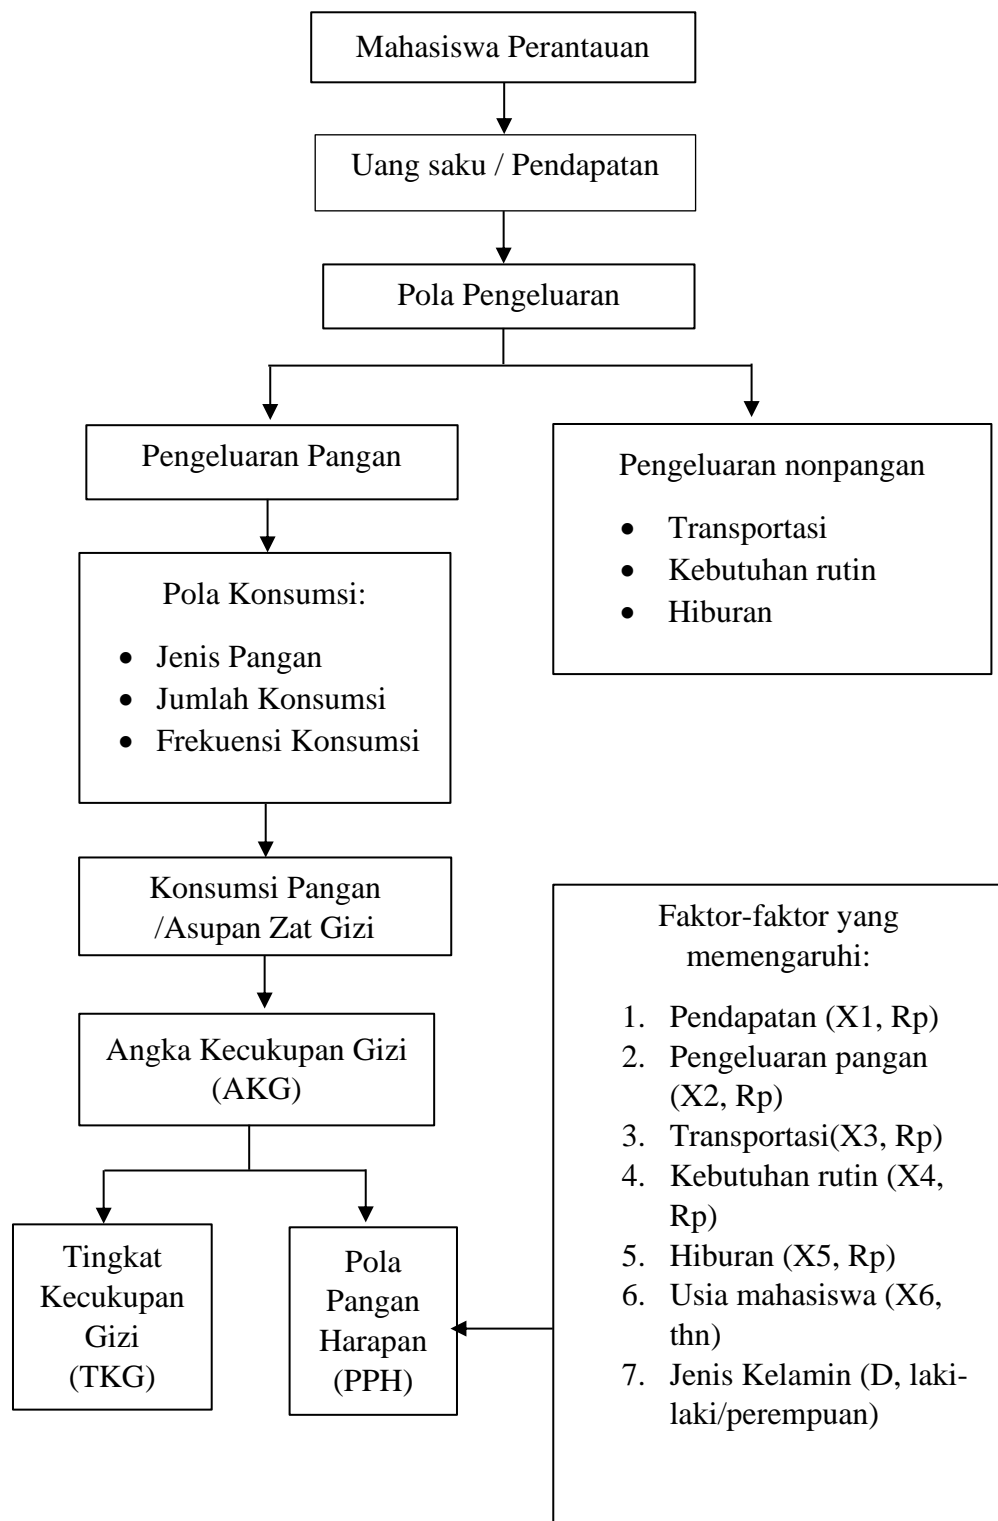 Mahasiswa Perantauan
Uang saku / Pendapatan
Pola Pengeluaran
Pengeluaran Pangan
Pengeluaran nonpangan
• Transportasi
• Kebutuhan rutin
• Hiburan
Pola Konsumsi:
• Jenis Pangan
• Jumlah Konsumsi
• Frekuensi Konsumsi
Konsumsi Pangan
/Asupan Zat Gizi
Angka Kecukupan Gizi
(AKG)
Tingkat
Kecukupan
Gizi
(TKG)
Pola
Pangan
Harapan
(PPH)
Faktor-faktor yang
memengaruhi:
1. Pendapatan (X1, Rp)
2. Pengeluaran pangan
(X2, Rp)
3. Transportasi(X3, Rp)
4. Kebutuhan rutin (X4,
Rp)
5. Hiburan (X5, Rp)
6. Usia mahasiswa (X6,
thn)
7. Jenis Kelamin (D, laki-
laki/perempuan)